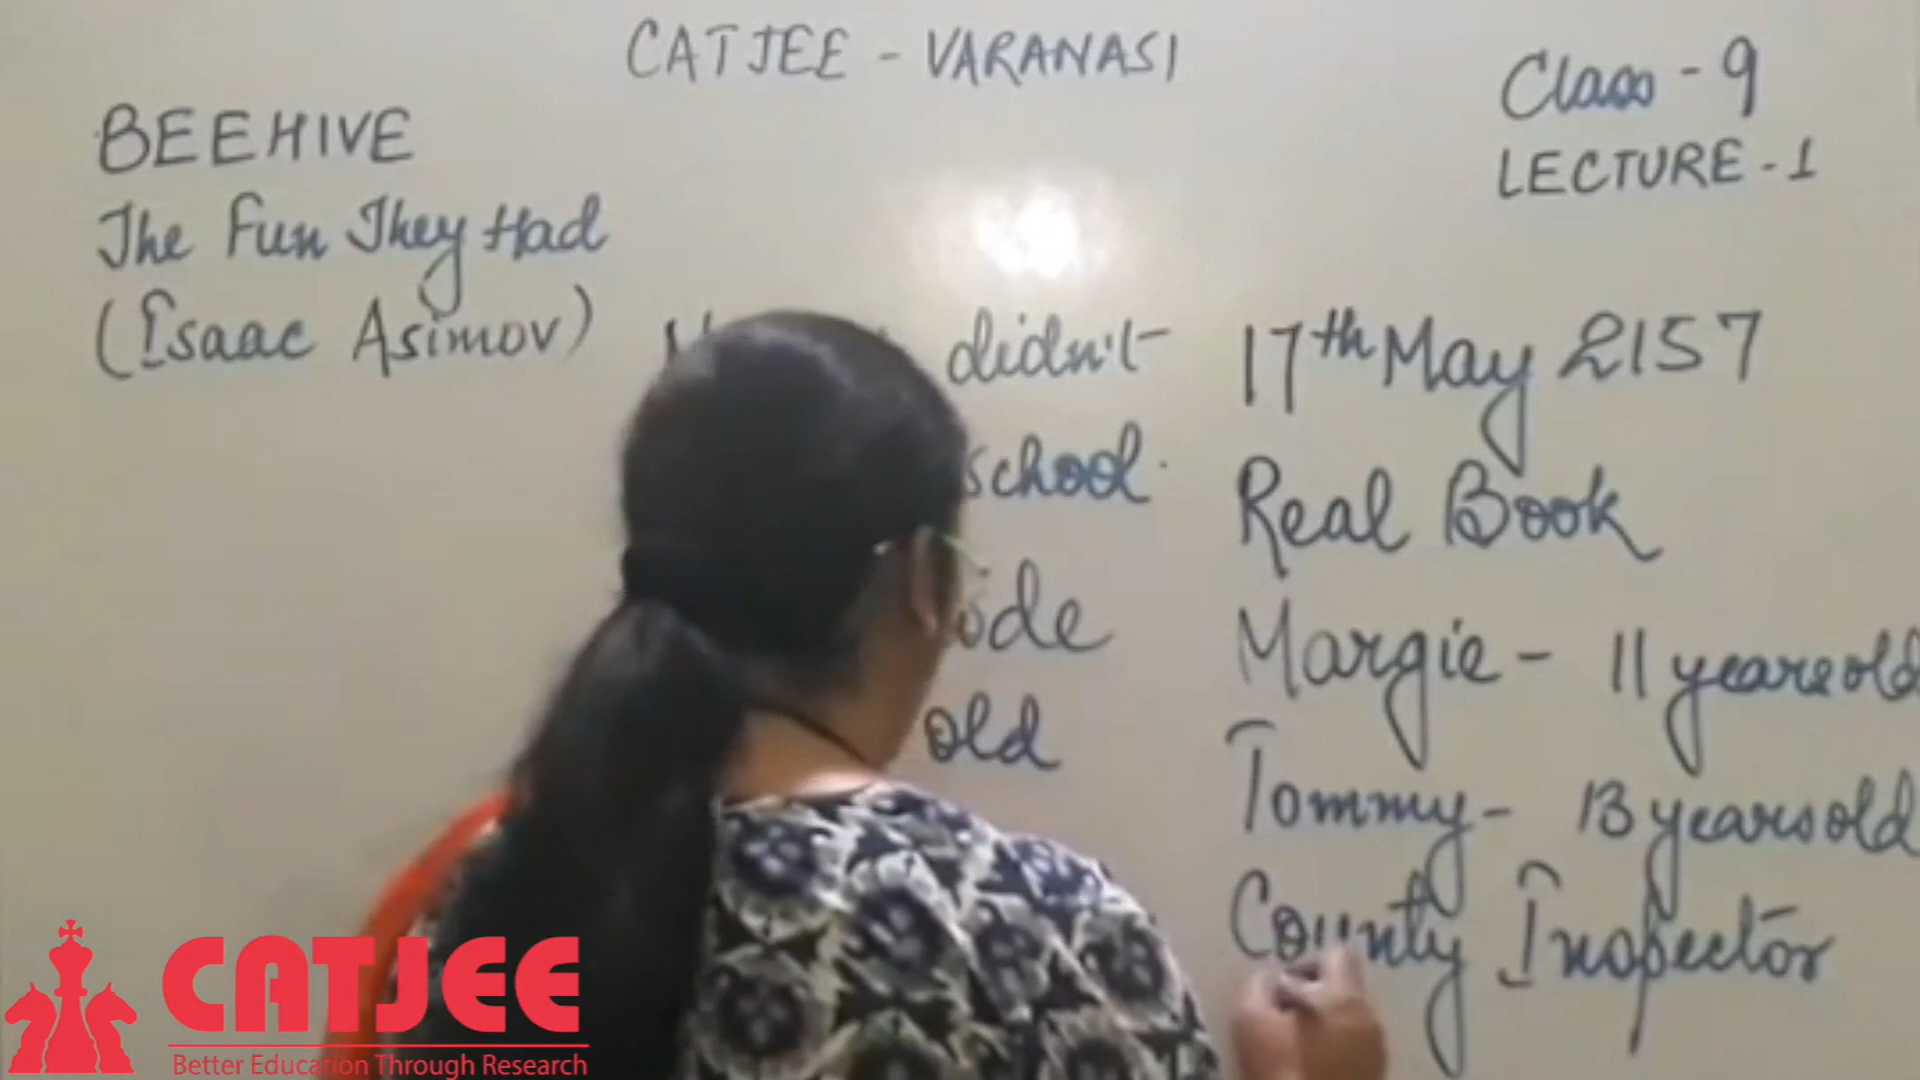 CATJEE - VARANASI
Class - 9
LECTURE - 1
BEEHIVE
The Fun They Had
(Isaac Asimov)
didn't
school.
old
17th May 2157
Real Book
Margie - 11 years old
Tommy - 13 years old
County Inspector
CATJEE
Better Education Through Research